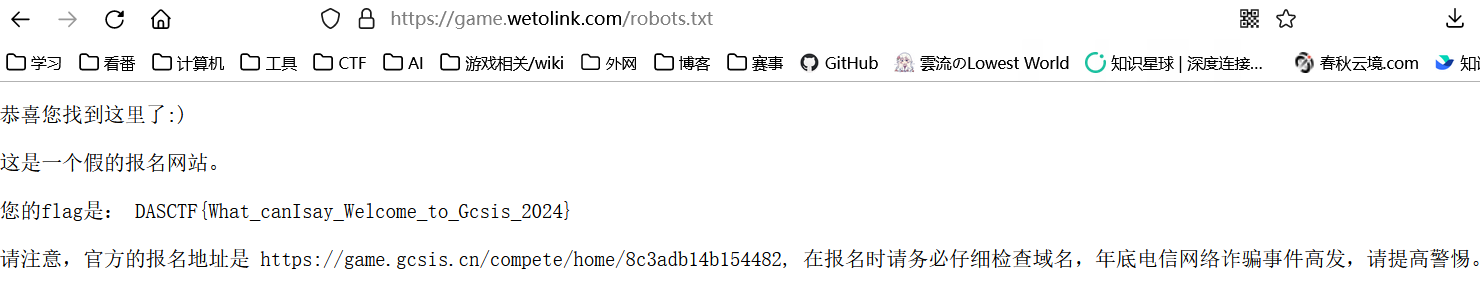 https://game.wetolink.com/robots.txt
学习 看番 计算机 工具 CTF AI 游戏相关/wiki 外网 博客 赛事 GitHub 雲流のLowest World 知识星球 | 深度连接... 春秋云境.com 知
恭喜您找到这里了:)
这是一个假的报名网站。
您的flag是： DASCTF{What_canIsay_Welcome_to_Gcsis_2024}
请注意，官方的报名地址是 https://game.gcsis.cn/compete/home/8c3adb14b154482, 在报名时请务必仔细检查域名，年底电信网络诈骗事件高发，请提高警惕。